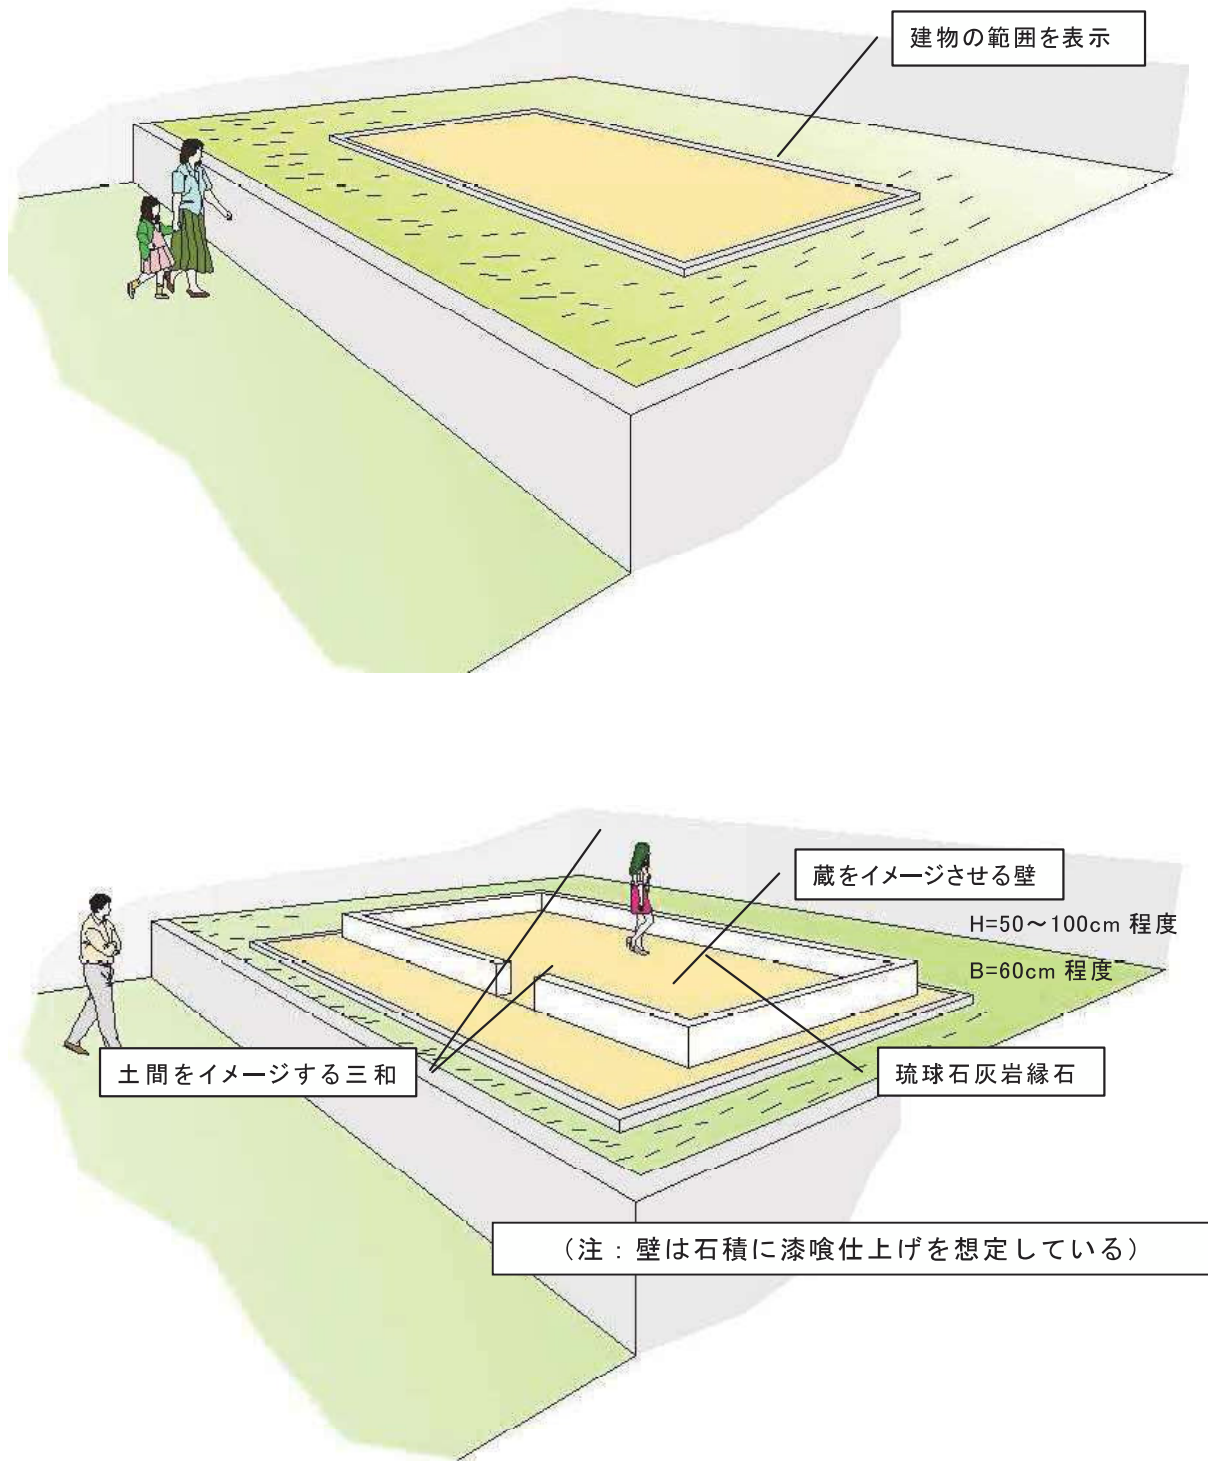 建物の範囲を表示
蔵をイメージさせる壁
H=50～100cm 程度
B=60cm 程度
土間をイメージする三和
琉球石灰岩縁石
（注：壁は石積に漆喰仕上げを想定している）